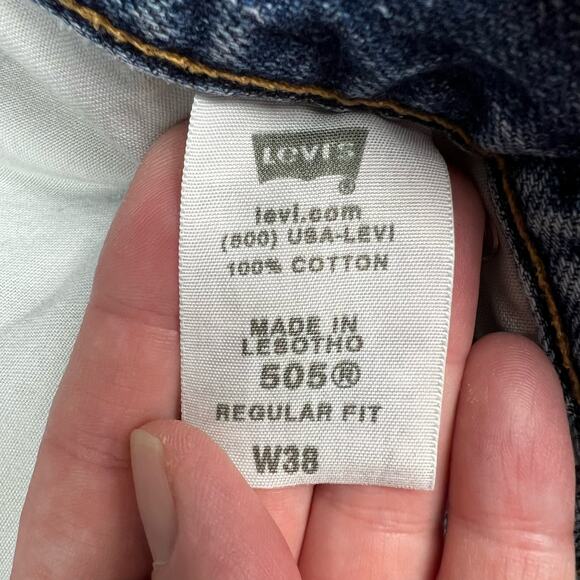 Levi's
®
levi.com
(800) USA-LEVI
100% COTTON
MADE IN
LESOTHO
505®
REGULAR FIT
W38